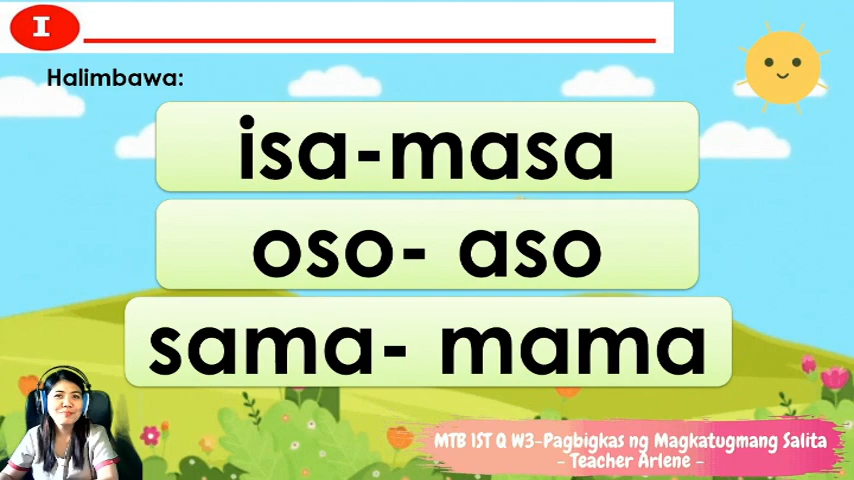 I
Halimbawa:
isa-masa
oso- aso
sama- mama
MTB 1ST Q W3-Pagbigkas ng Magkatugmang Salita
- Teacher Arlene -